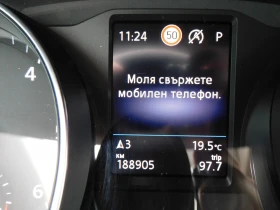 11:24 50 P
Моля свържете
мобилен телефон.
3 19.5°C
км trip
188905 97.7
4
6